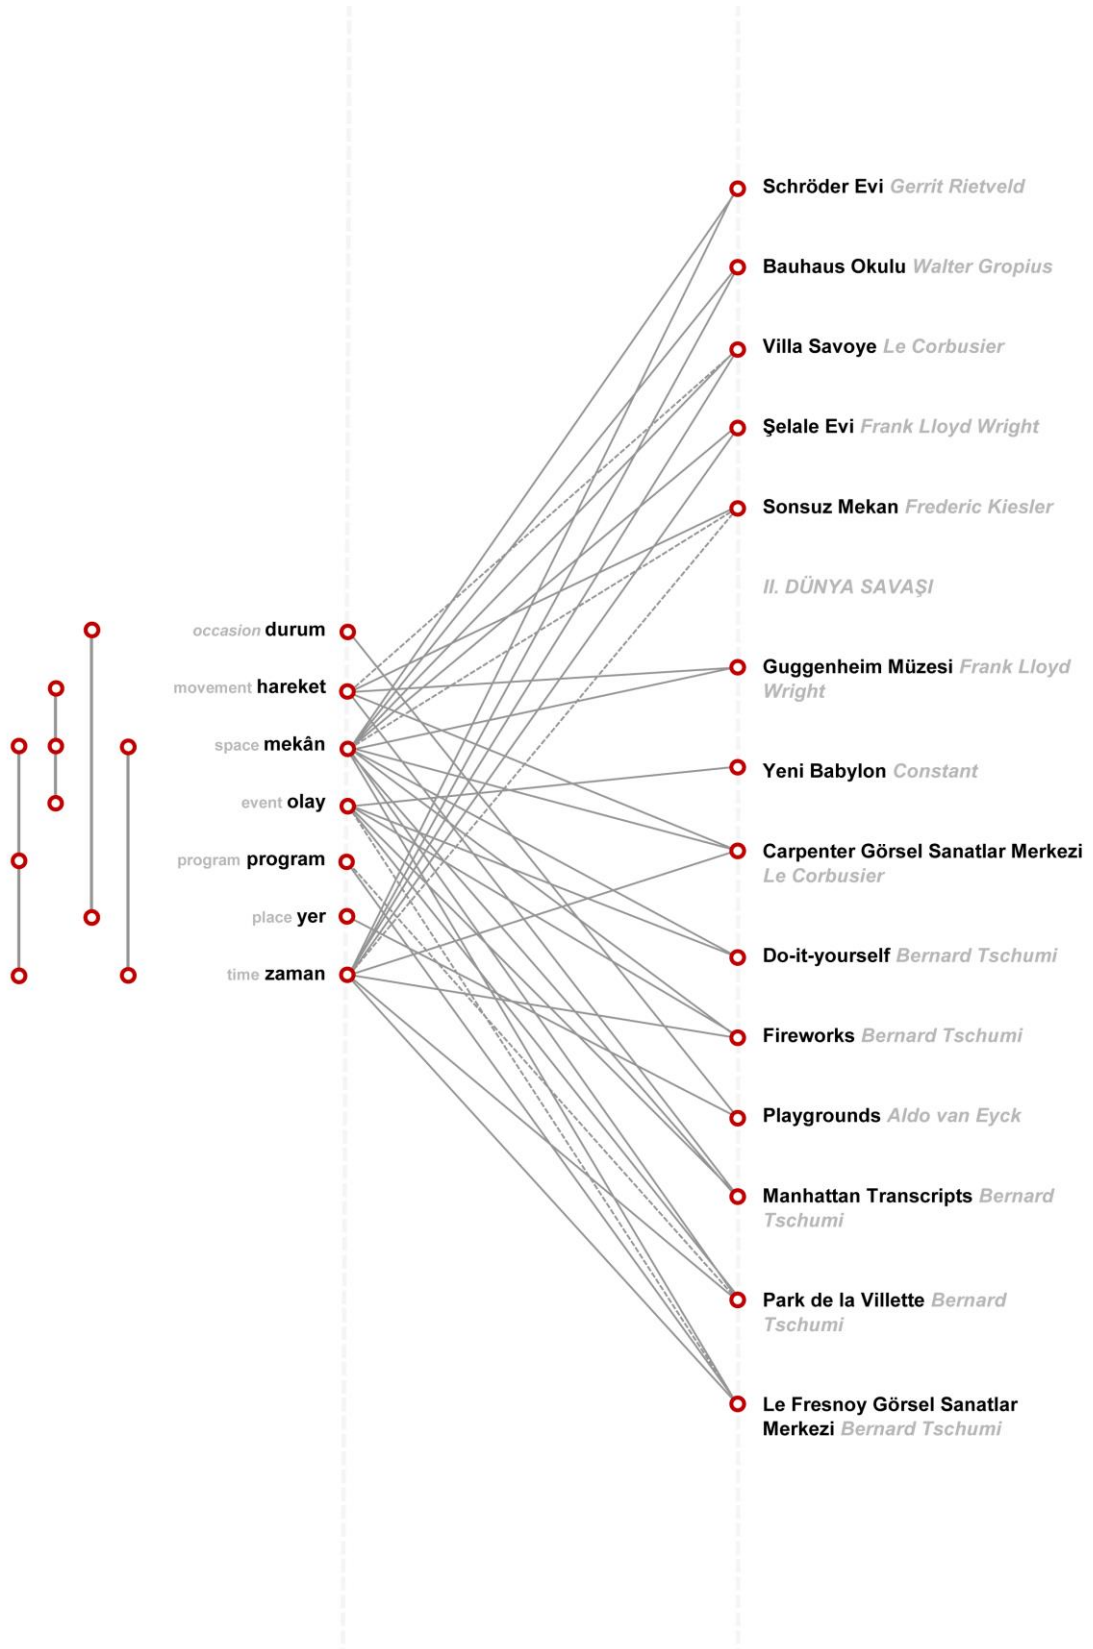 Schröder Evi Gerrit Rietveld
Bauhaus Okulu Walter Gropius
Villa Savoye Le Corbusier
Şelale Evi Frank Lloyd Wright
Sonsuz Mekan Frederic Kiesler
II. DÜNYA SAVAŞI
occasion durum
movement hareket
space mekân
event olay
program program
place yer
time zaman
Guggenheim Müzesi Frank Lloyd
Wright
Yeni Babylon Constant
Carpenter Görsel Sanatlar Merkezi
Le Corbusier
Do-it-yourself Bernard Tschumi
Fireworks Bernard Tschumi
Playgrounds Aldo van Eyck
Manhattan Transcripts Bernard
Tschumi
Park de la Villette Bernard
Tschumi
Le Fresnoy Görsel Sanatlar
Merkezi Bernard Tschumi